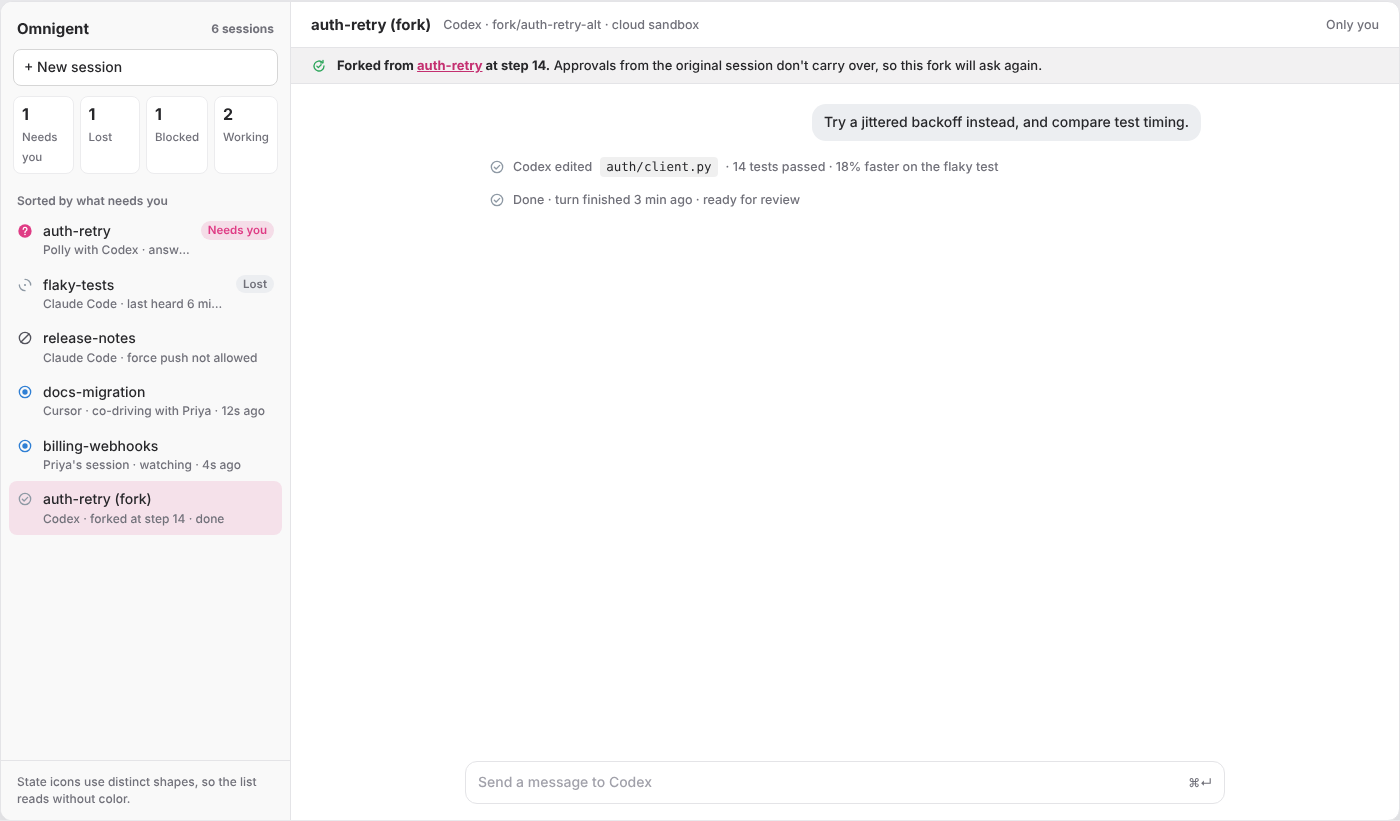 Omnigent
6 sessions
+ New session
1
Needs
you
1
Lost
1
Blocked
2
Working
Sorted by what needs you
auth-retry
Needs you
Polly with Codex · answ...
flaky-tests
Lost
Claude Code · last heard 6 mi...
release-notes
Claude Code · force push not allowed
docs-migration
Cursor · co-driving with Priya · 12s ago
billing-webhooks
Priya's session · watching · 4s ago
auth-retry (fork)
Codex · forked at step 14 · done
State icons use distinct shapes, so the list
reads without color.
auth-retry (fork) Codex · fork/auth-retry-alt · cloud sandbox
Only you
Forked from auth-retry at step 14. Approvals from the original session don't carry over, so this fork will ask again.
Try a jittered backoff instead, and compare test timing.
Codex edited auth/client.py · 14 tests passed · 18% faster on the flaky test
Done · turn finished 3 min ago · ready for review
Send a message to Codex
⌘↵